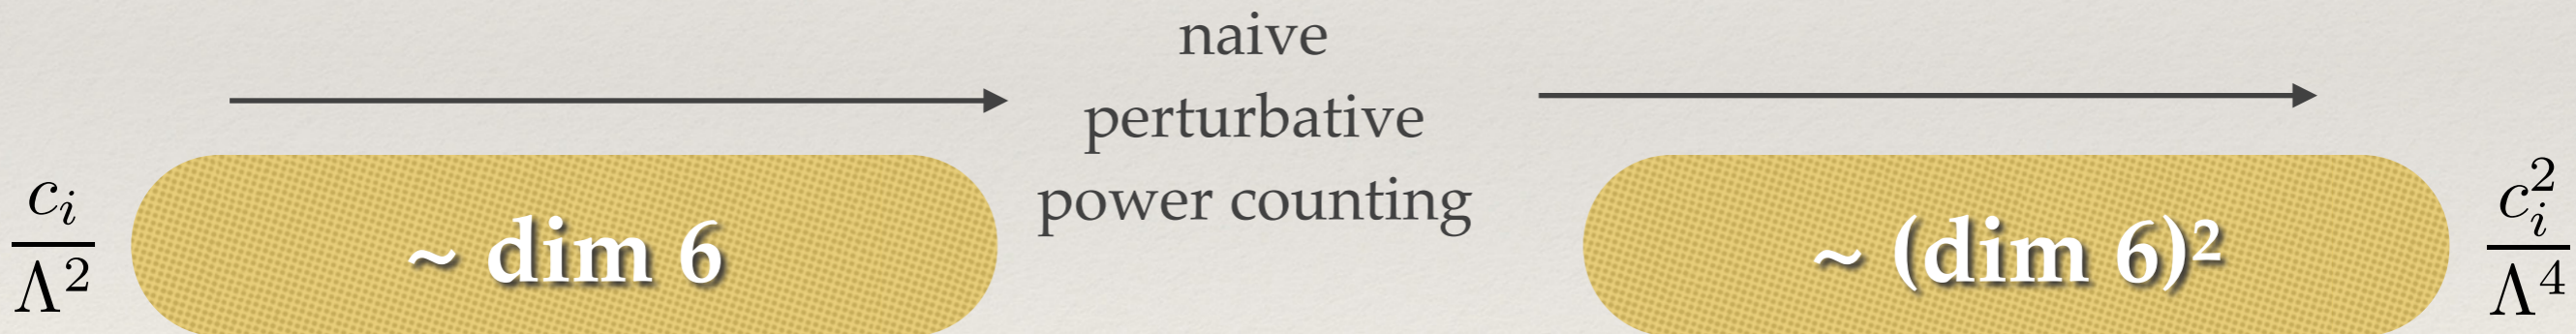 naive
perturbative
power counting
c_i/Λ^2
~ dim 6
~ (dim 6)²
c_i^2/Λ^4